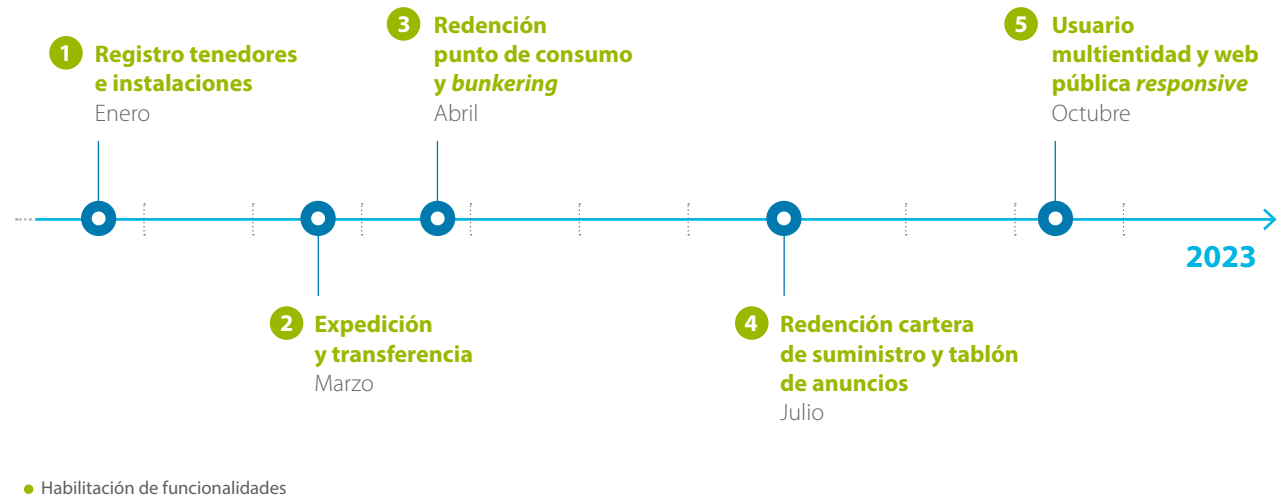 1 Registro tenedores
e instalaciones
Enero
2 Expedición
y transferencia
Marzo
3 Redención
punto de consumo
y bunkering
Abril
4 Redención cartera
de suministro y tablón
de anuncios
Julio
5 Usuario
multientidad y web
pública responsive
Octubre
2023
Habilitación de funcionalidades